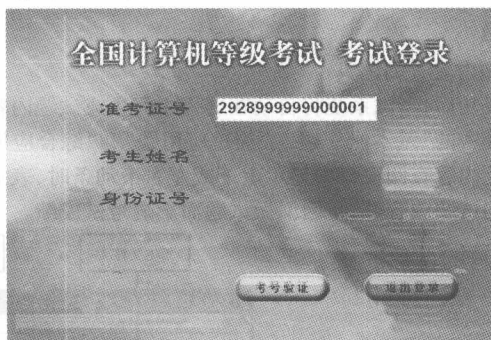 全国计算机等级考试 考试登录
准考证号 2928999999000001
考生姓名
身份证号
考号验证 退出登录